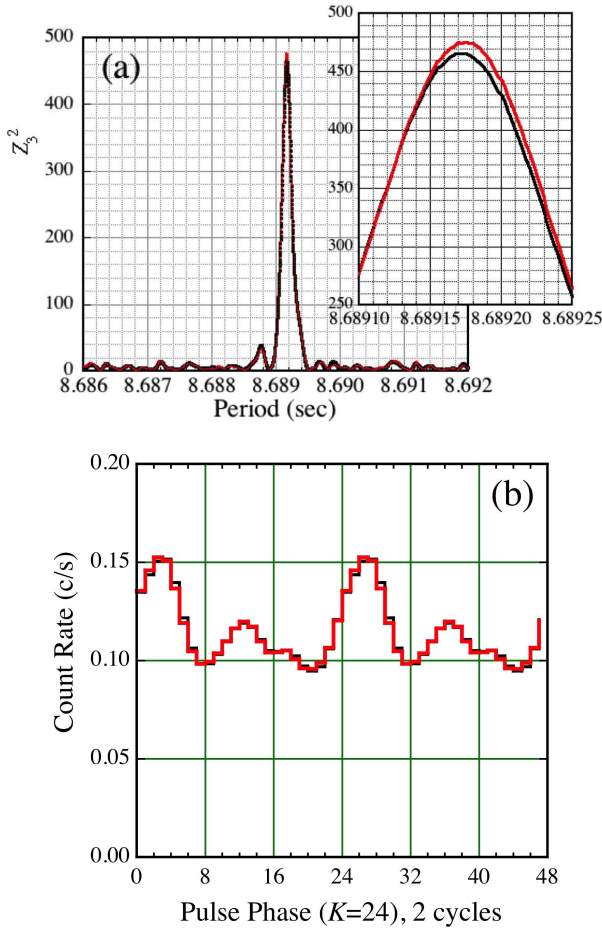 500
(a)
400
300
200
100
0
Z₃²
8.686 8.687 8.688 8.689 8.690 8.691 8.692
Period (sec)
500
450
400
350
300
250
8.68910 8.68915 8.68920 8.68925
0.20
(b)
0.15
0.10
0.05
0.00
Count Rate (c/s)
0 8 16 24 32 40 48
Pulse Phase (K=24), 2 cycles